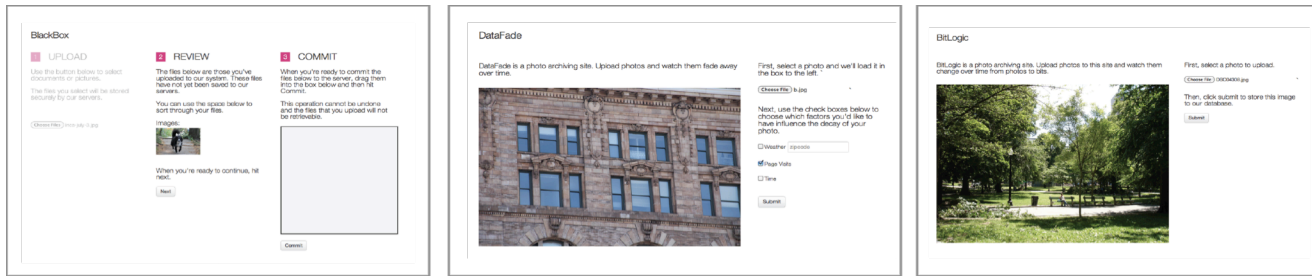 BlackBox
1 UPLOAD
Use the button below to select
documents or pictures.
The files you select will be stored
securely by our servers.
Choose Files
2 REVIEW
The files below are those you've
uploaded to our system. These files
have not yet been saved to our
servers.
You can use the space below to
sort through your files.
Images:
When you're ready to continue, hit
next.
Next
3 COMMIT
When you're ready to commit the
files below to the server, drag them
into the box below and then hit
Commit.
This operation cannot be undone
and the files that you upload will not
be retrievable.
Commit
DataFade
DataFade is a photo archiving site. Upload photos and watch them fade away
over time.
First, select a photo and we'll load it in
the box to the left.
Choose File b.jpg
Next, use the check boxes below to
choose which factors you'd like to
have influence the decay of your
photo.
Weather zipcode
Page Visits
Time
Submit
BitLogic
BitLogic is a photo archiving site. Upload photos to this site and watch them
change over time from photos to bits.
First, select a photo to upload.
Choose File
Then, click submit to store this image
to our database.
Submit